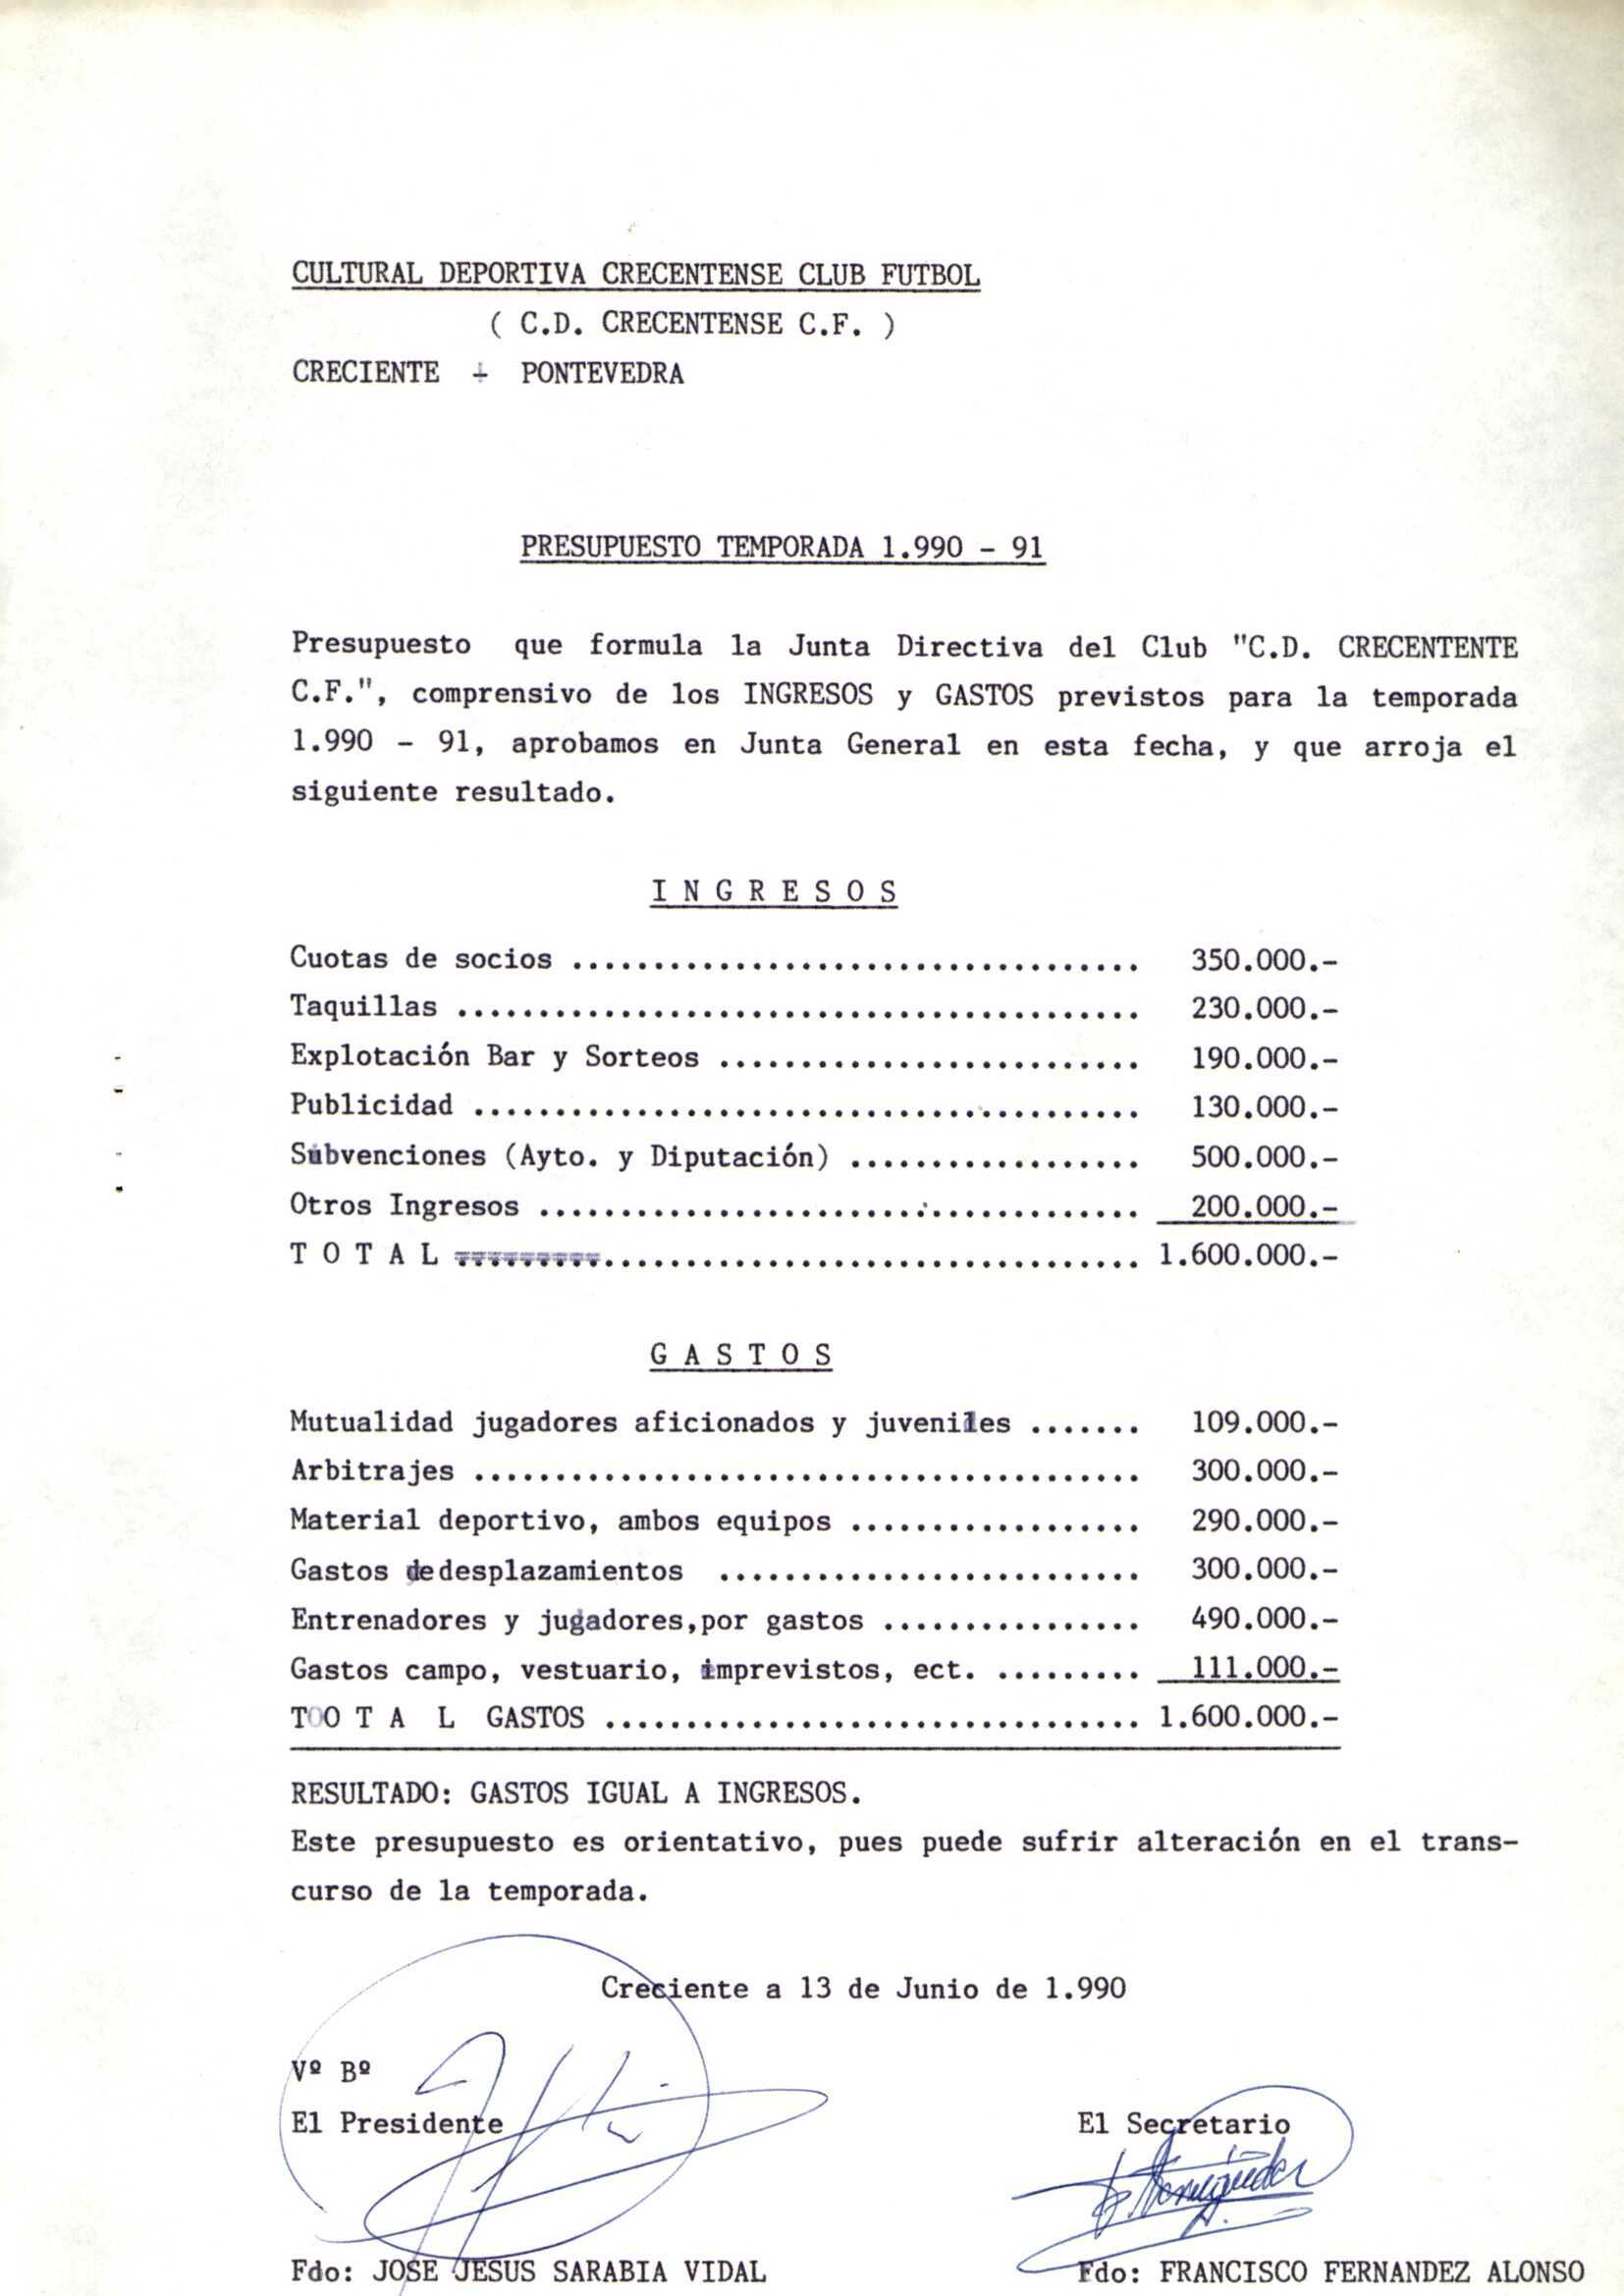 CULTURAL DEPORTIVA CRECENTENSE CLUB FUTBOL
( C.D. CRECENTENSE C.F. )
CRECIENTE - PONTEVEDRA
PRESUPUESTO TEMPORADA 1.990 - 91
Presupuesto que formula la Junta Directiva del Club "C.D. CRECENTENTE
C.F.", comprensivo de los INGRESOS y GASTOS previstos para la temporada
1.990 - 91, aprobamos en Junta General en esta fecha, y que arroja el
siguiente resultado.
I N G R E S O S
Cuotas de socios ................................... 350.000.-
Taquillas .......................................... 230.000.-
Explotación Bar y Sorteos .......................... 190.000.-
Publicidad ......................................... 130.000.-
Subvenciones (Ayto. y Diputación) .................. 500.000.-
Otros Ingresos ..................................... 200.000.-
T O T A L .......................................... 1.600.000.-
G A S T O S
Mutualidad jugadores aficionados y juveniles ....... 109.000.-
Arbitrajes ......................................... 300.000.-
Material deportivo, ambos equipos .................. 290.000.-
Gastos de desplazamientos .......................... 300.000.-
Entrenadores y jugadores,por gastos ................ 490.000.-
Gastos campo, vestuario, imprevistos, ect. ......... 111.000.-
T O T A L GASTOS ................................. 1.600.000.-
RESULTADO: GASTOS IGUAL A INGRESOS.
Este presupuesto es orientativo, pues puede sufrir alteración en el trans-
curso de la temporada.
Creciente a 13 de Junio de 1.990
Vº Bº
El Presidente El Secretario
Fdo: JOSE JESUS SARABIA VIDAL Fdo: FRANCISCO FERNANDEZ ALONSO